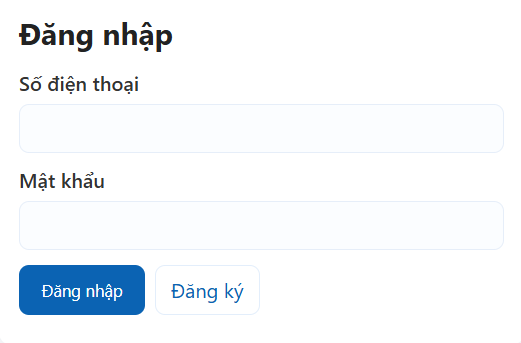 Đăng nhập
Số điện thoại
Mật khẩu
Đăng nhập Đăng ký